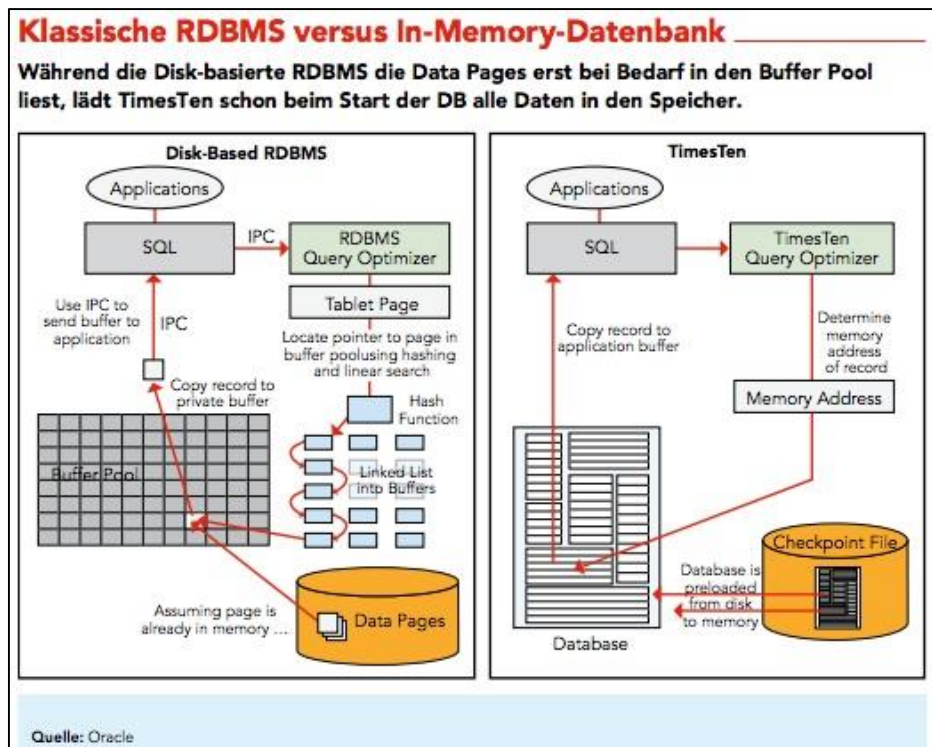 Klassische RDBMS versus In-Memory-Datenbank
Während die Disk-basierte RDBMS die Data Pages erst bei Bedarf in den Buffer Pool
liest, lädt TimesTen schon beim Start der DB alle Daten in den Speicher.
Disk-Based RDBMS
Applications
SQL
IPC
RDBMS
Query Optimizer
Tablet Page
Use IPC to
send buffer to
application
IPC
Locate pointer to page in
buffer poolusing hashing
and linear search
Copy record to
private buffer
Hash
Function
Buffer Pool
Linked List
intp Buffers
Assuming page is
already in memory ...
Data Pages
TimesTen
Applications
SQL
TimesTen
Query Optimizer
Copy record to
application buffer
Determine
memory
address
of record
Memory Address
Checkpoint File
Database is
preloaded
from disk
to memory
Database
Quelle: Oracle